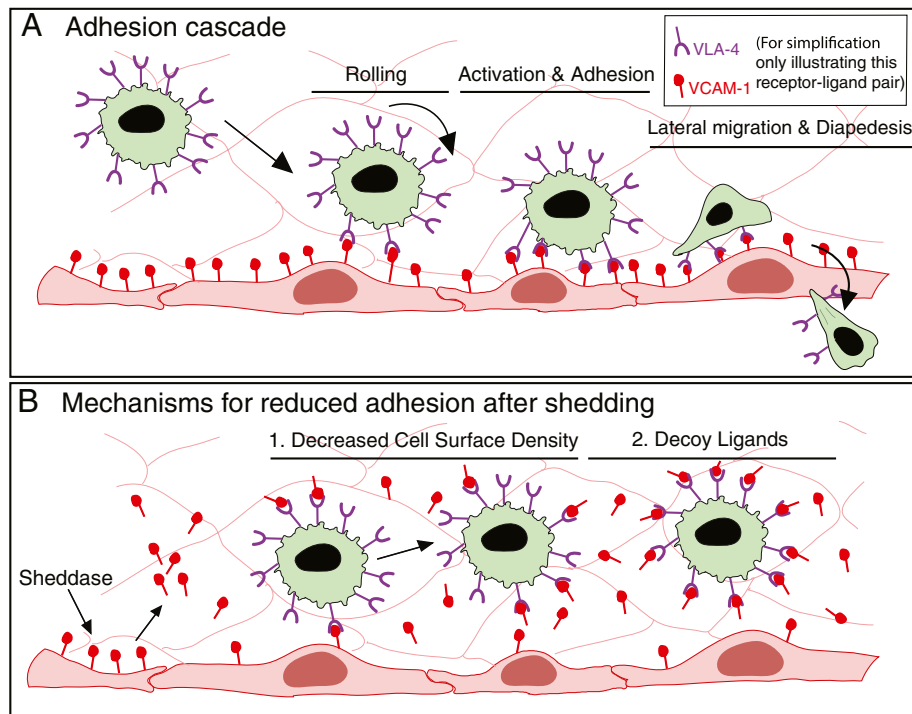 A Adhesion cascade
VLA-4
VCAM-1
(For simplification
only illustrating this
receptor-ligand pair)
Rolling
Activation & Adhesion
Lateral migration & Diapedesis
B Mechanisms for reduced adhesion after shedding
1. Decreased Cell Surface Density
2. Decoy Ligands
Sheddase